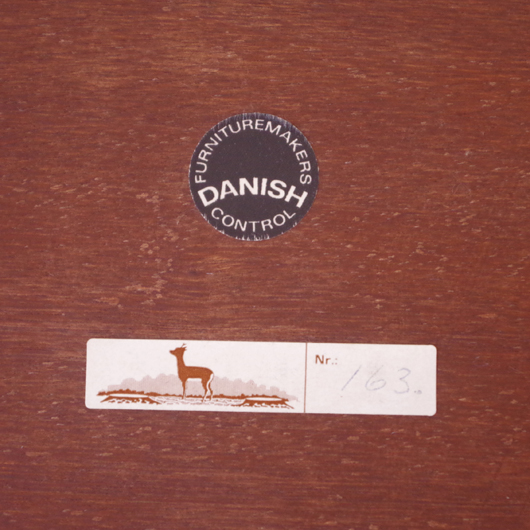 FURNITUREMAKERS
DANISH
CONTROL
Nr.: 163.